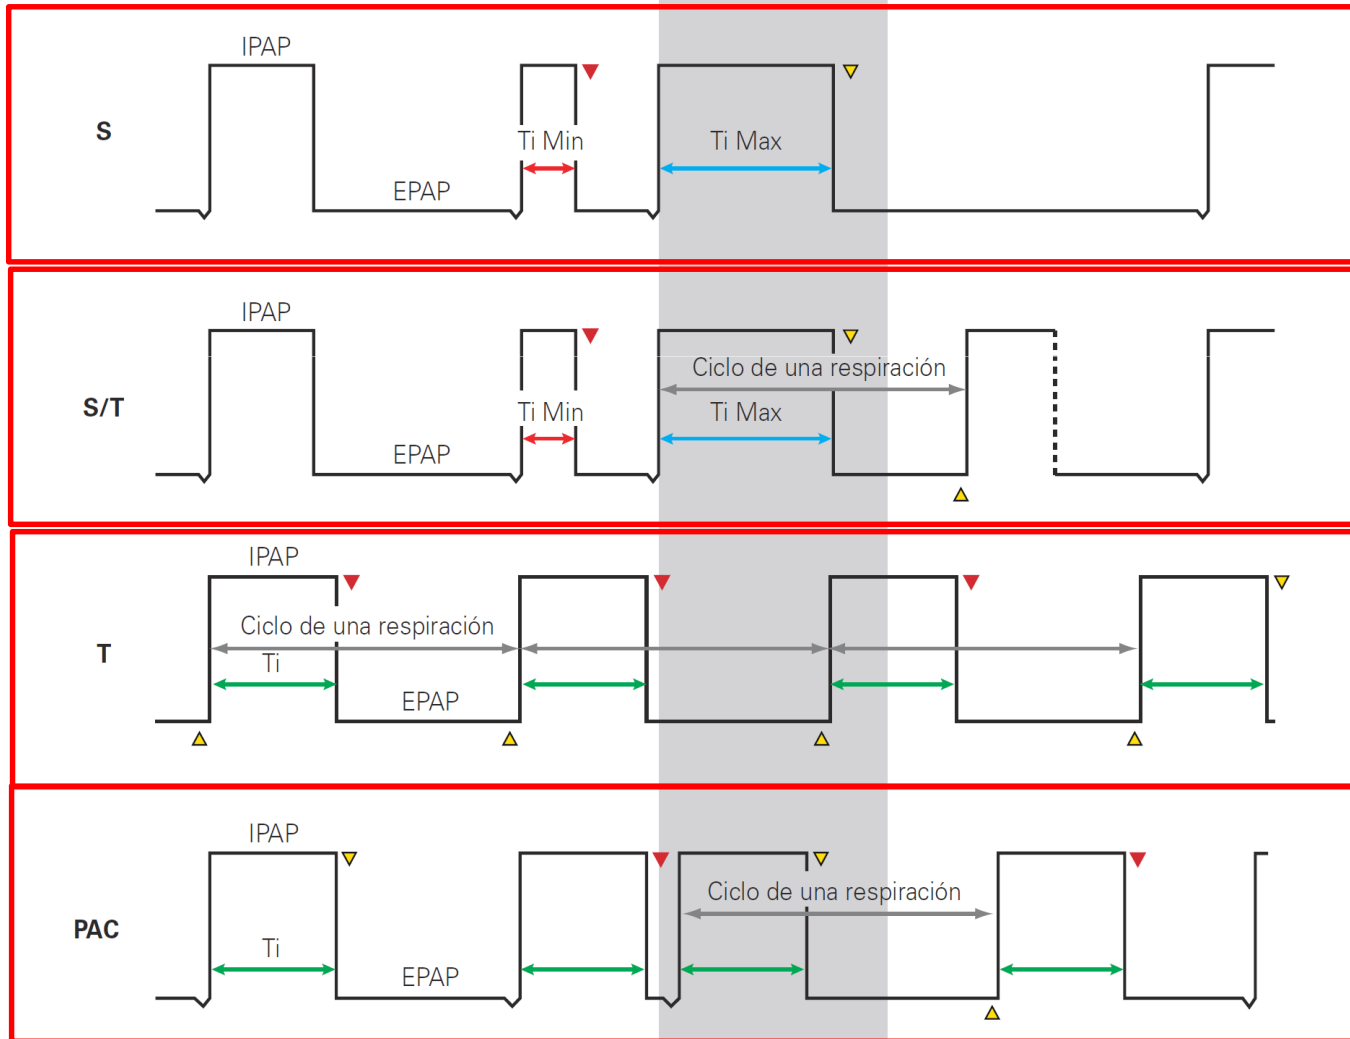 IPAP
S
Ti Min
Ti Max
EPAP
IPAP
Ciclo de una respiración
S/T
Ti Min
Ti Max
EPAP
IPAP
Ciclo de una respiración
T
Ti
EPAP
IPAP
Ciclo de una respiración
PAC
Ti
EPAP